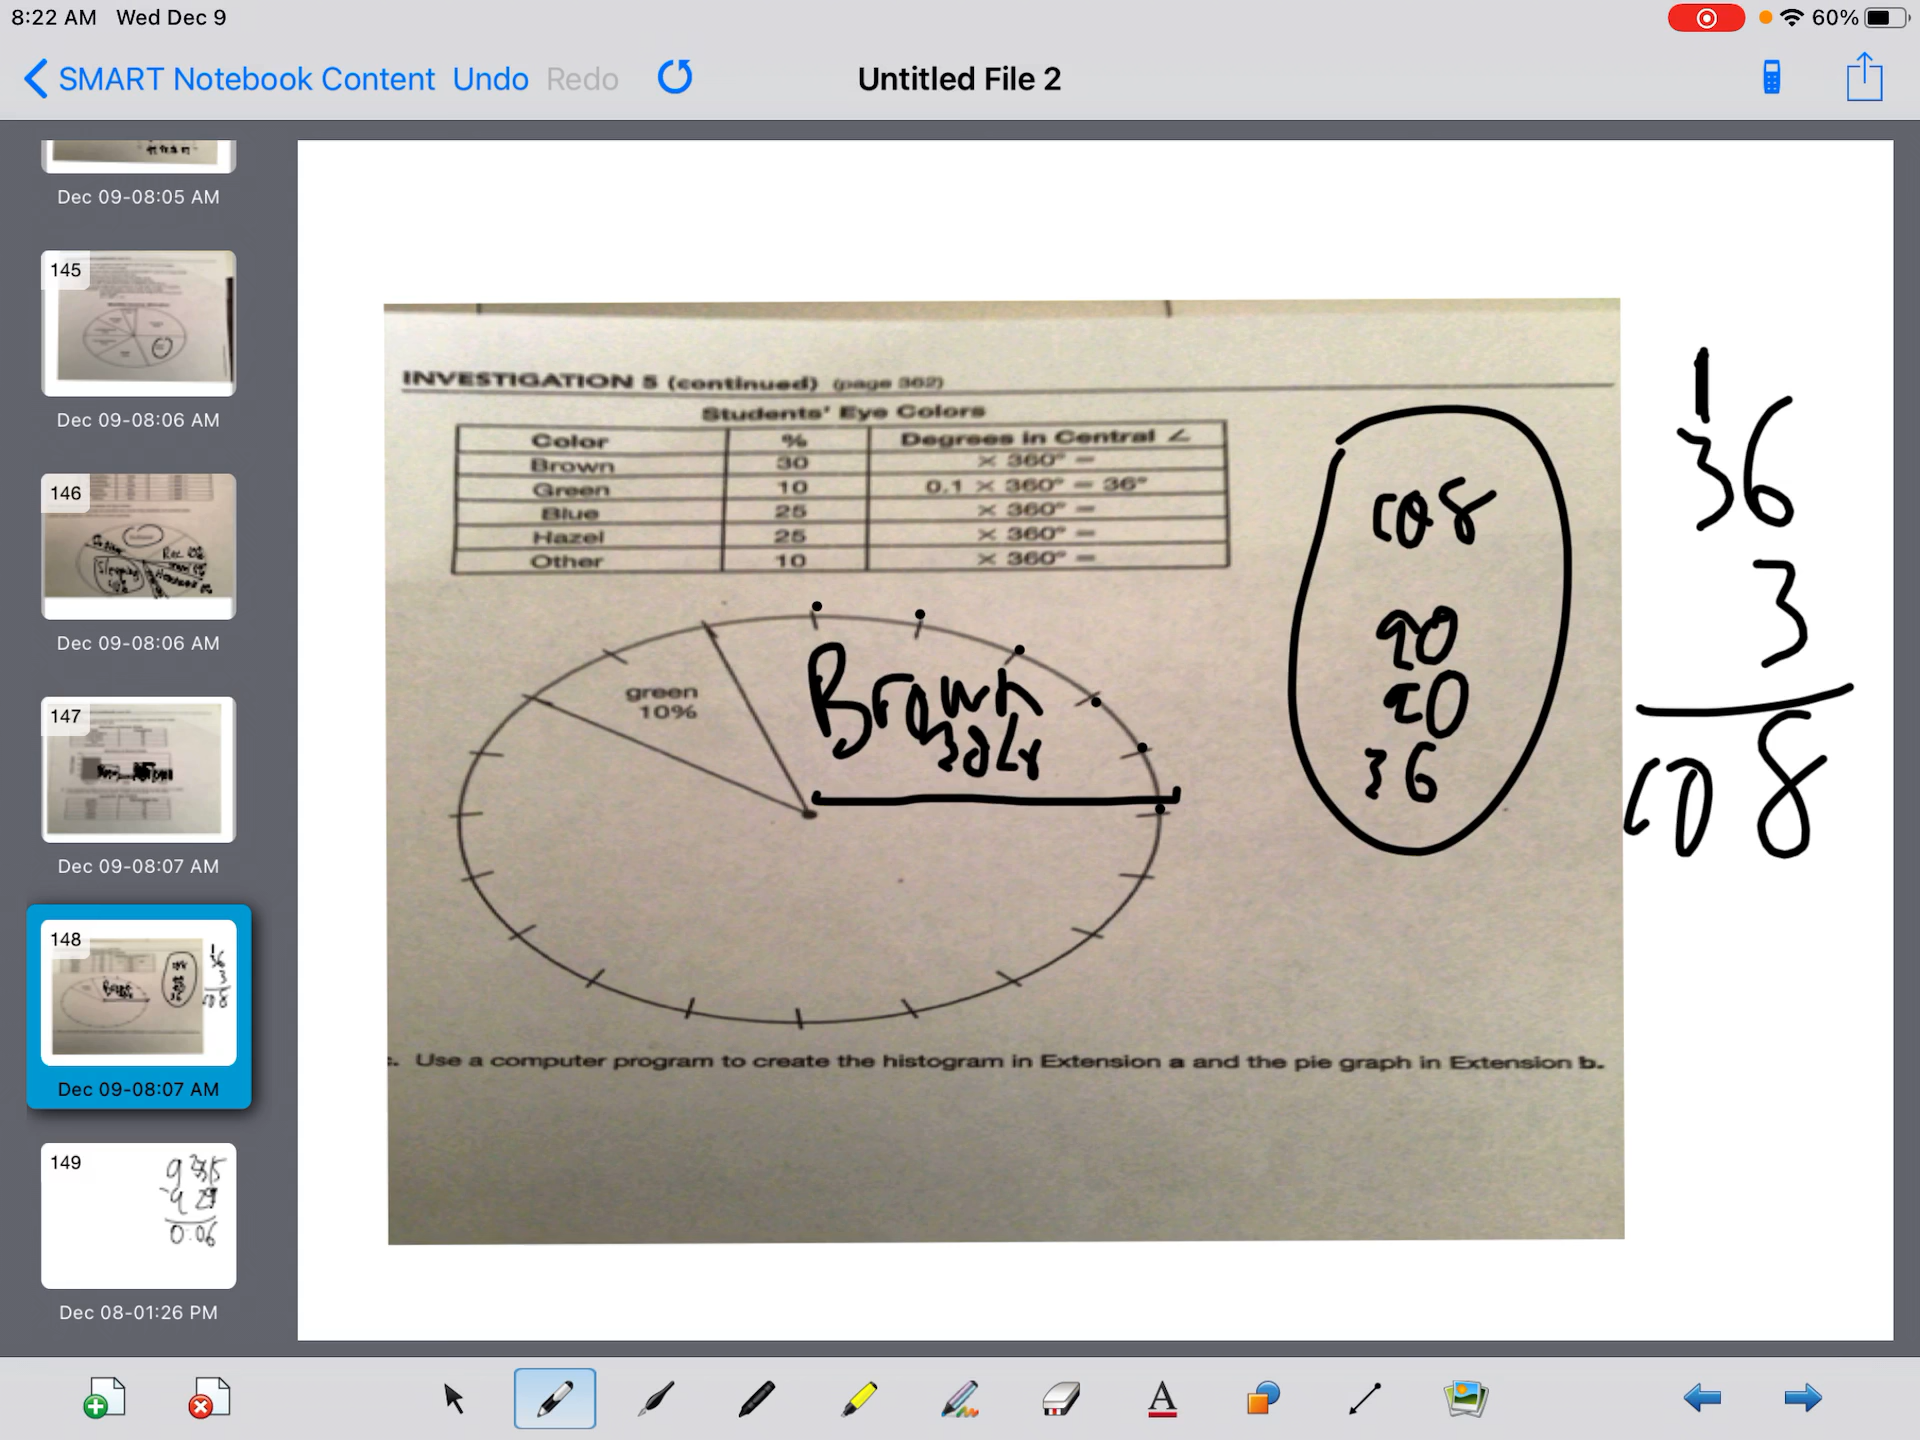 8:22 AM Wed Dec 9
60%
SMART Notebook Content Undo Redo
Untitled File 2
Dec 09-08:05 AM
145
Dec 09-08:06 AM
146
Dec 09-08:06 AM
147
Dec 09-08:07 AM
148
Dec 09-08:07 AM
149
Dec 08-01:26 PM
INVESTIGATION 5 (continued) (page 362)
Students' Eye Colors
Color % Degrees in Central ∠
Brown 30 × 360° =
Green 10 0.1 × 360° = 36°
Blue 25 × 360° =
Hazel 25 × 360° =
Other 10 × 360° =
green
10%
Brown
30%
108
90
90
36
1
36
3
108
c. Use a computer program to create the histogram in Extension a and the pie graph in Extension b.
A